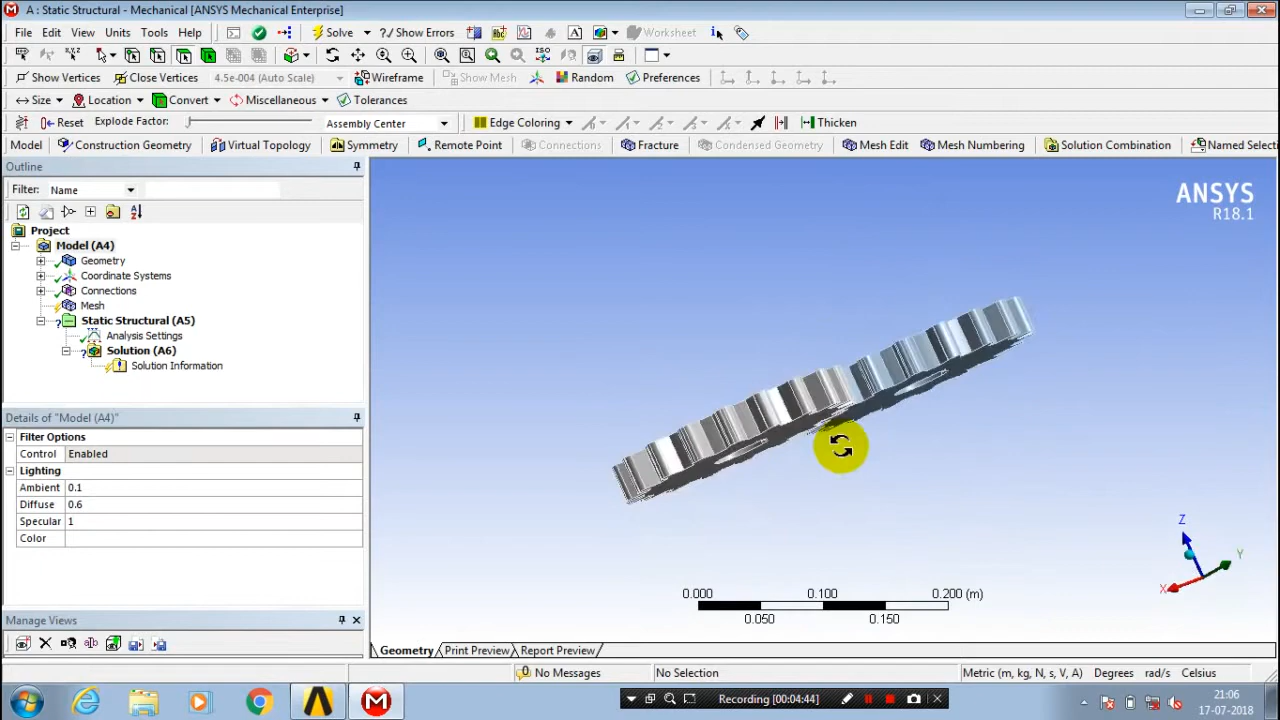 A : Static Structural - Mechanical [ANSYS Mechanical Enterprise]
File Edit View Units Tools Help Solve ?/ Show Errors Worksheet
Show Vertices Close Vertices 4.5e-004 (Auto Scale) Wireframe Show Mesh Random Preferences
Size Location Convert Miscellaneous Tolerances
Reset Explode Factor: Assembly Center Edge Coloring Thicken
Model Construction Geometry Virtual Topology Symmetry Remote Point Connections Fracture Condensed Geometry Mesh Edit Mesh Numbering Solution Combination Named Selecti
Outline
Filter: Name
Project
Model (A4)
Geometry
Coordinate Systems
Connections
Mesh
Static Structural (A5)
Analysis Settings
Solution (A6)
Solution Information
Details of "Model (A4)"
Filter Options
Control Enabled
Lighting
Ambient 0.1
Diffuse 0.6
Specular 1
Color
Manage Views
ANSYS
R18.1
Z
Y
X
0.000 0.100 0.200 (m)
0.050 0.150
Geometry Print Preview Report Preview
0 No Messages No Selection Metric (m, kg, N, s, V, A) Degrees rad/s Celsius
Recording [00:04:44]
21:06
17-07-2018